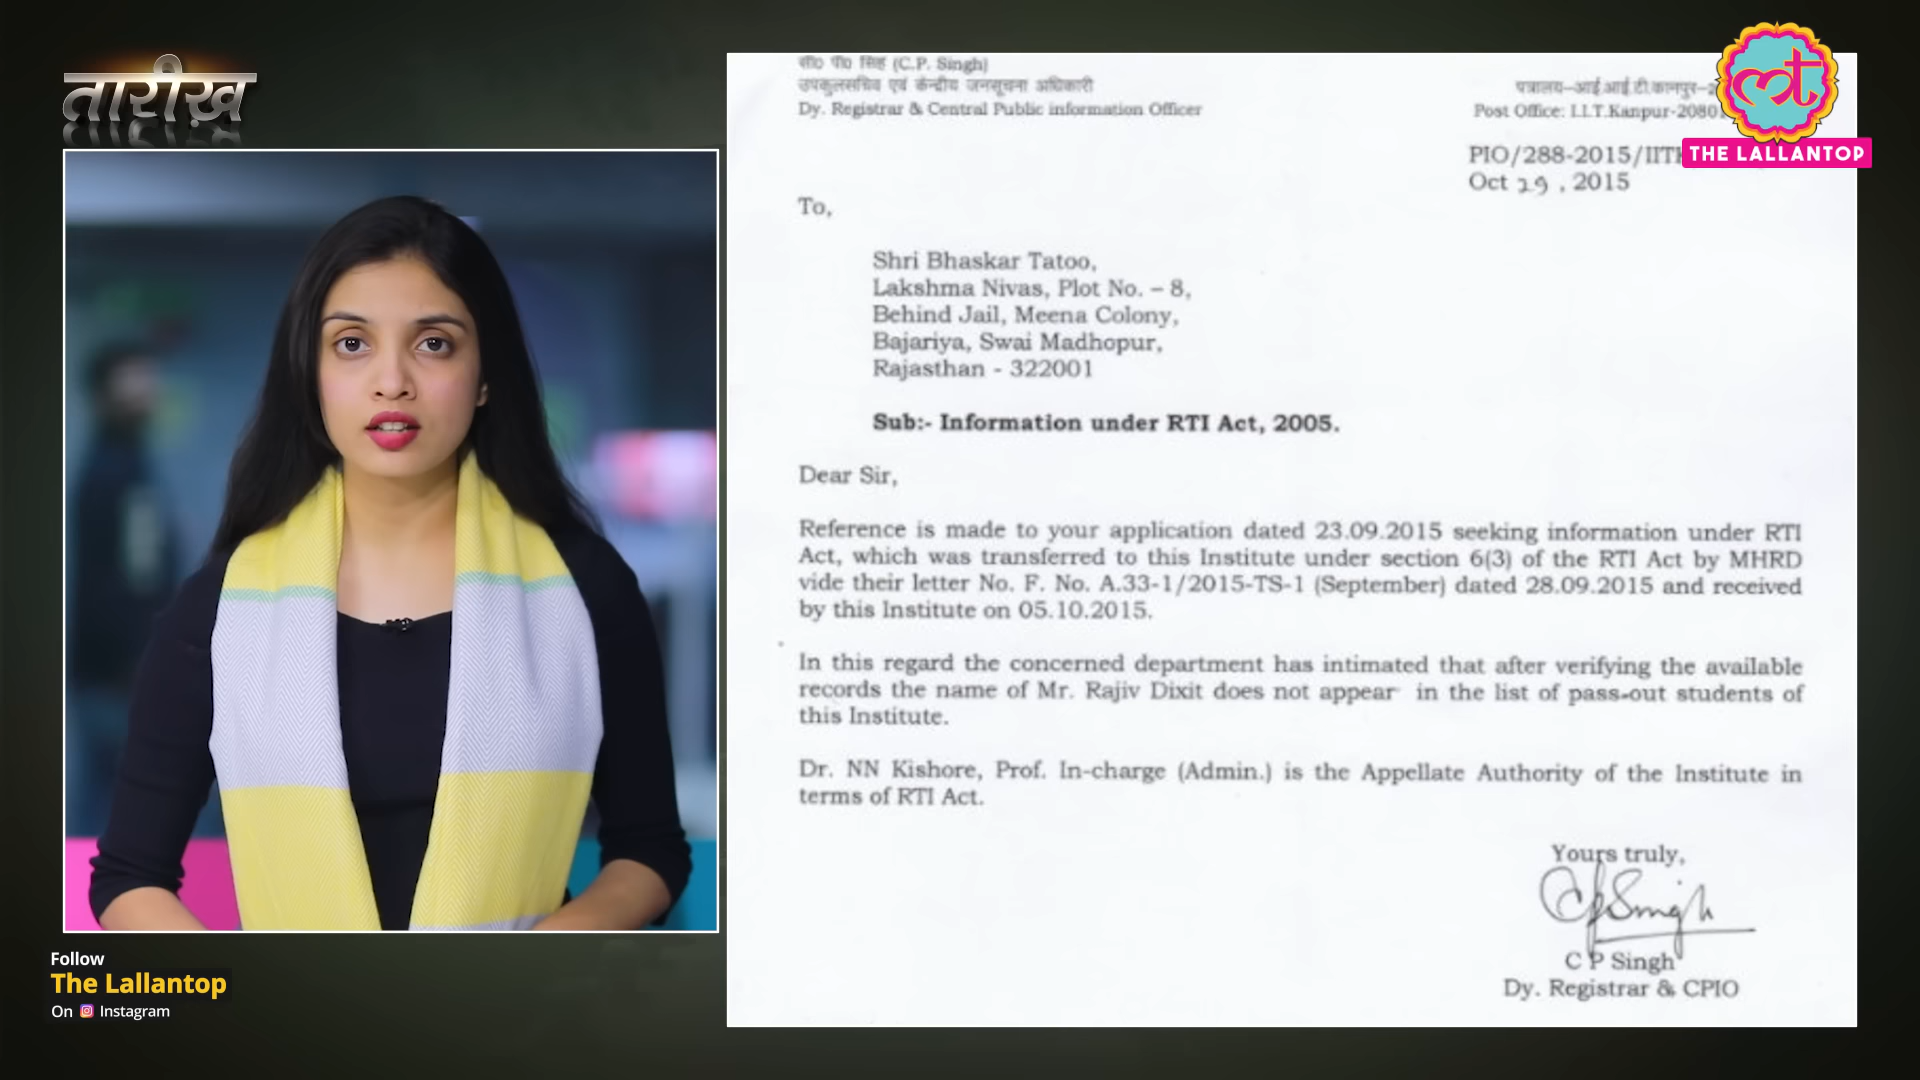 तारीख़
सी० पी० सिंह (C.P. Singh)
उपकुलसचिव एवं केन्द्रीय जनसूचना अधिकारी
Dy. Registrar & Central Public information Officer
पत्रालय–आई.आई.टी.कानपुर–
Post Office: I.I.T.Kanpur-2080
THE LALLANTOP
PIO/288-2015/IIT
Oct 29 , 2015
To,
Shri Bhaskar Tatoo,
Lakshma Nivas, Plot No. – 8,
Behind Jail, Meena Colony,
Bajariya, Swai Madhopur,
Rajasthan - 322001
Sub:- Information under RTI Act, 2005.
Dear Sir,
Reference is made to your application dated 23.09.2015 seeking information under RTI
Act, which was transferred to this Institute under section 6(3) of the RTI Act by MHRD
vide their letter No. F. No. A.33-1/2015-TS-1 (September) dated 28.09.2015 and received
by this Institute on 05.10.2015.
In this regard the concerned department has intimated that after verifying the available
records the name of Mr. Rajiv Dixit does not appear in the list of pass-out students of
this Institute.
Dr. NN Kishore, Prof. In-charge (Admin.) is the Appellate Authority of the Institute in
terms of RTI Act.
Yours truly,
CPSingh
C P Singh
Dy. Registrar & CPIO
Follow
The Lallantop
On Instagram